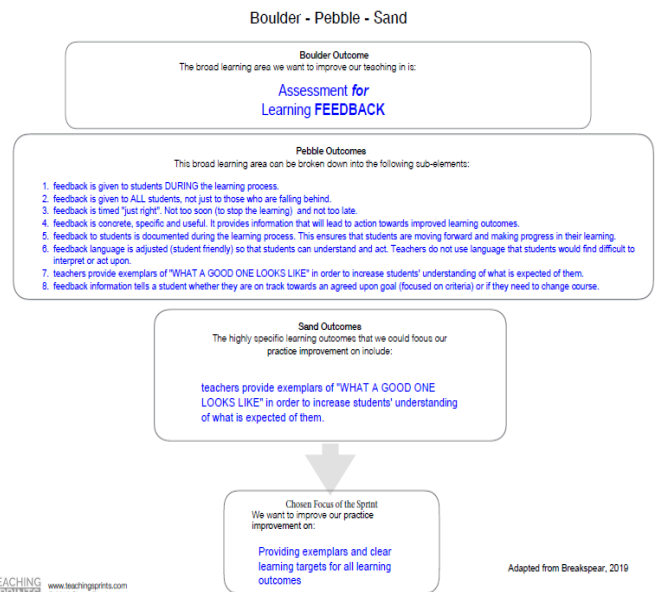 Boulder - Pebble - Sand
Boulder Outcome
The broad learning area we want to improve our teaching in is:
Assessment for
Learning FEEDBACK
Pebble Outcomes
This broad learning area can be broken down into the following sub-elements:
1. feedback is given to students DURING the learning process.
2. feedback is given to ALL students, not just to those who are falling behind.
3. feedback is timed "just right". Not too soon (to stop the learning) and not too late.
4. feedback is concrete, specific and useful. It provides information that will lead to action towards improved learning outcomes.
5. feedback to students is documented during the learning process. This ensures that students are moving forward and making progress in their learning.
6. feedback language is adjusted (student friendly) so that students can understand and act. Teachers do not use language that students would find difficult to
interpret or act upon.
7. teachers provide exemplars of "WHAT A GOOD ONE LOOKS LIKE" in order to increase students' understanding of what is expected of them.
8. feedback information tells a student whether they are on track towards an agreed upon goal (focused on criteria) or if they need to change course.
Sand Outcomes
The highly specific learning outcomes that we could focus our
practice improvement on include:
teachers provide exemplars of "WHAT A GOOD ONE
LOOKS LIKE" in order to increase students' understanding
of what is expected of them.
Chosen Focus of the Sprint
We want to improve our practice
improvement on:
Providing exemplars and clear
learning targets for all learning
outcomes
Adapted from Breakspear, 2019
EACHING
www.teachingsprints.com